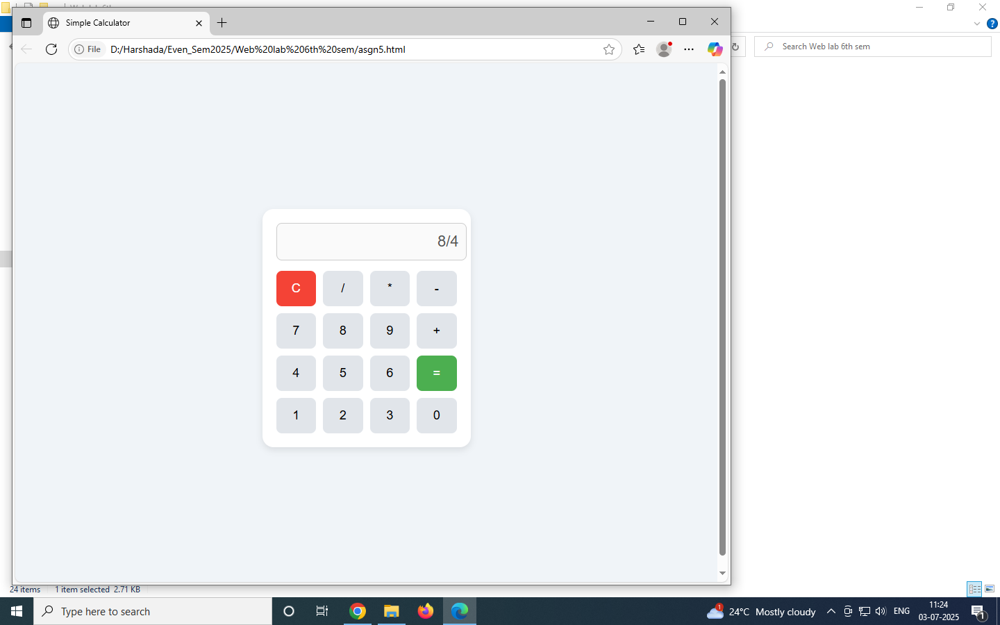 Simple Calculator
File
D:/Harshada/Even_Sem2025/Web%20lab%206th%20sem/asgn5.html
Search Web lab 6th sem
?
8/4
C / * -
7 8 9 +
4 5 6 =
1 2 3 0
24 items 1 item selected 2.71 KB
Type here to search
1
24°C Mostly cloudy
ENG
11:24
03-07-2025
1